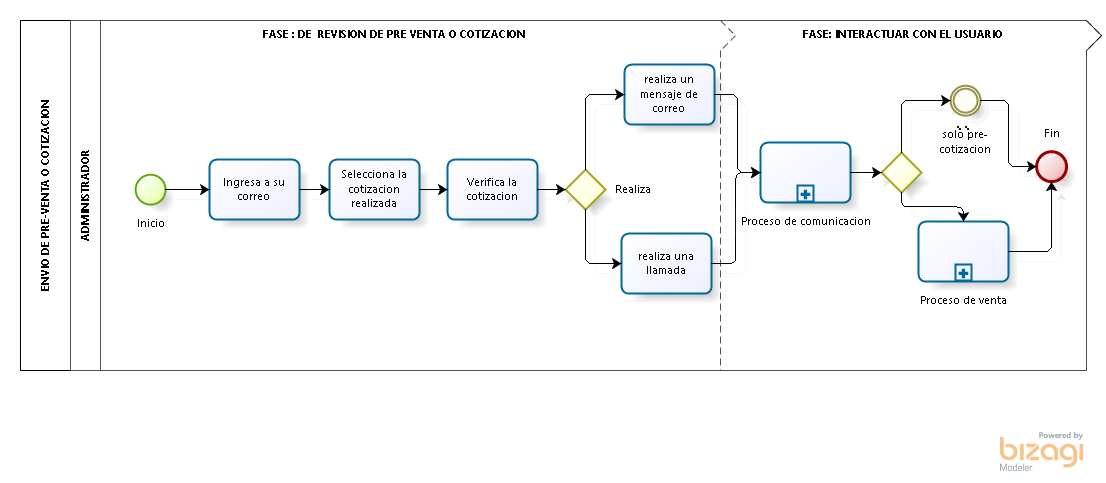 ENVIO DE PRE-VENTA O COTIZACION
ADMINISTRADOR
FASE : DE  REVISION DE PRE VENTA O COTIZACION
FASE: INTERACTUAR CON EL USUARIO
Inicio
Ingresa a su
correo
Selecciona la
cotizacion
realizada
Verifica la
cotizacion
Realiza
realiza un
mensaje de
correo
realiza una
llamada
Proceso de comunicacion
solo pre-
cotizacion
Proceso de venta
Fin
Powered by
bizagi
Modeler